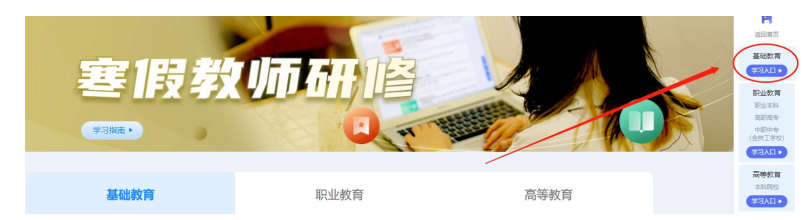 寒假教师研修
学习指南
基础教育
职业教育
高等教育
返回首页
基础教育
学习入口
职业教育
职业本科
高职高专
中职中专
(含技工学校)
学习入口
高等教育
本科院校
学习入口